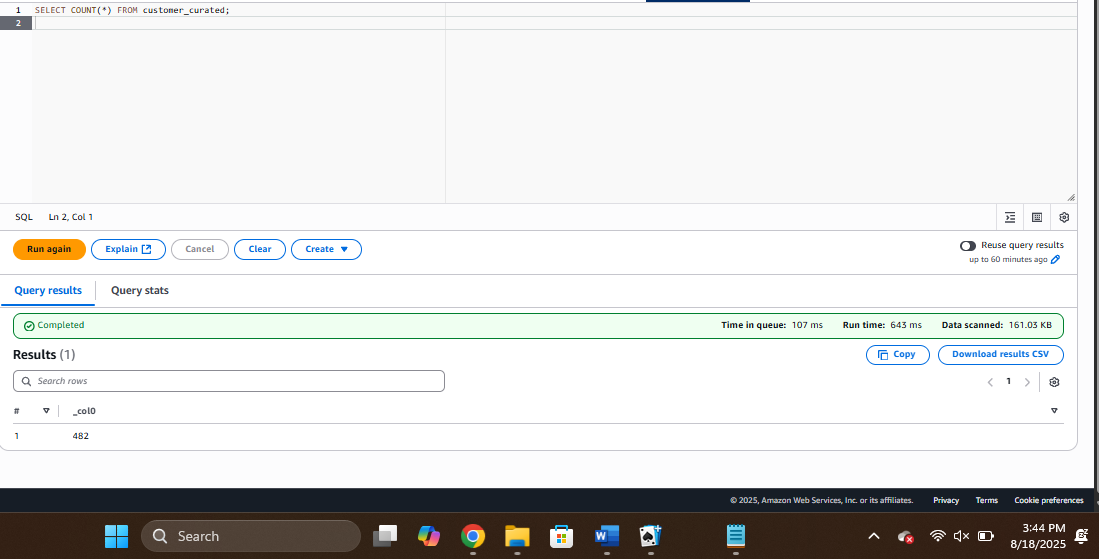 1 SELECT COUNT(*) FROM customer_curated;
2
SQL Ln 2, Col 1
Run again Explain Cancel Clear Create
Reuse query results
up to 60 minutes ago
Query results Query stats
Completed Time in queue: 107 ms Run time: 643 ms Data scanned: 161.03 KB
Results (1) Copy Download results CSV
Search rows 1
# _col0
1 482
© 2025, Amazon Web Services, Inc. or its affiliates. Privacy Terms Cookie preferences
Search
3:44 PM
8/18/2025